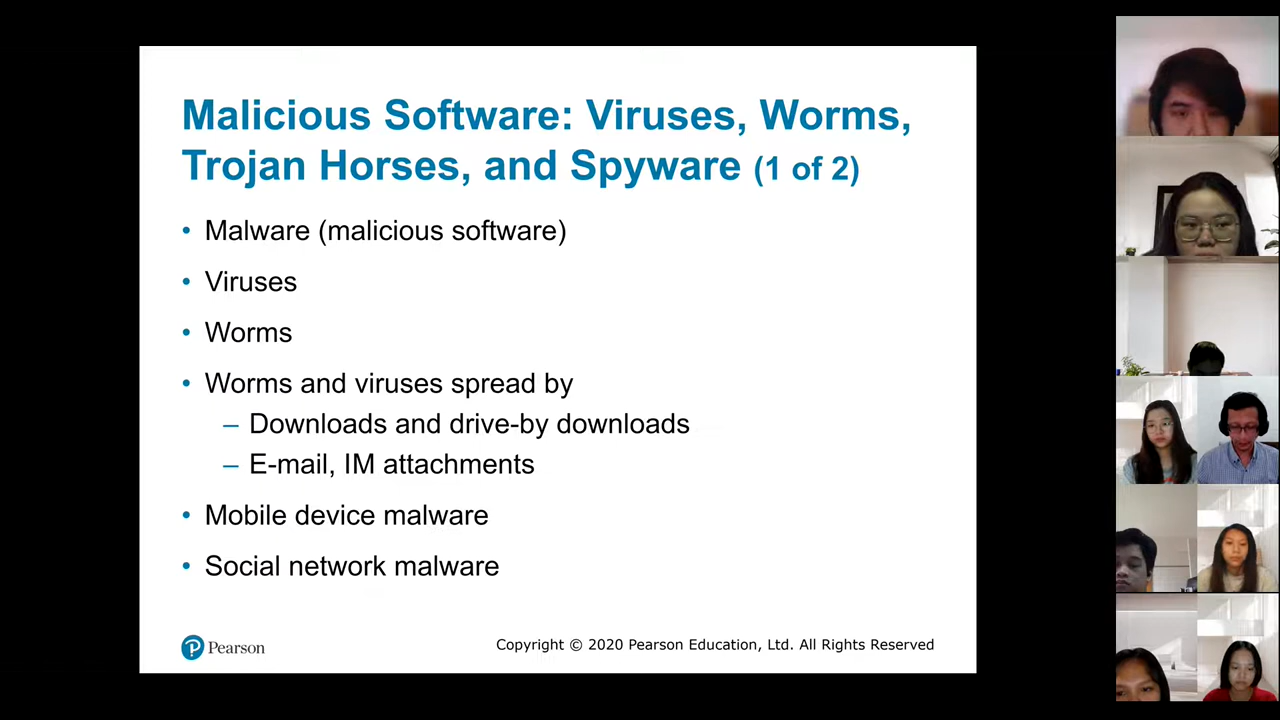 Malicious Software: Viruses, Worms,
Trojan Horses, and Spyware (1 of 2)
• Malware (malicious software)
• Viruses
• Worms
• Worms and viruses spread by
– Downloads and drive-by downloads
– E-mail, IM attachments
• Mobile device malware
• Social network malware
P Pearson
Copyright © 2020 Pearson Education, Ltd. All Rights Reserved